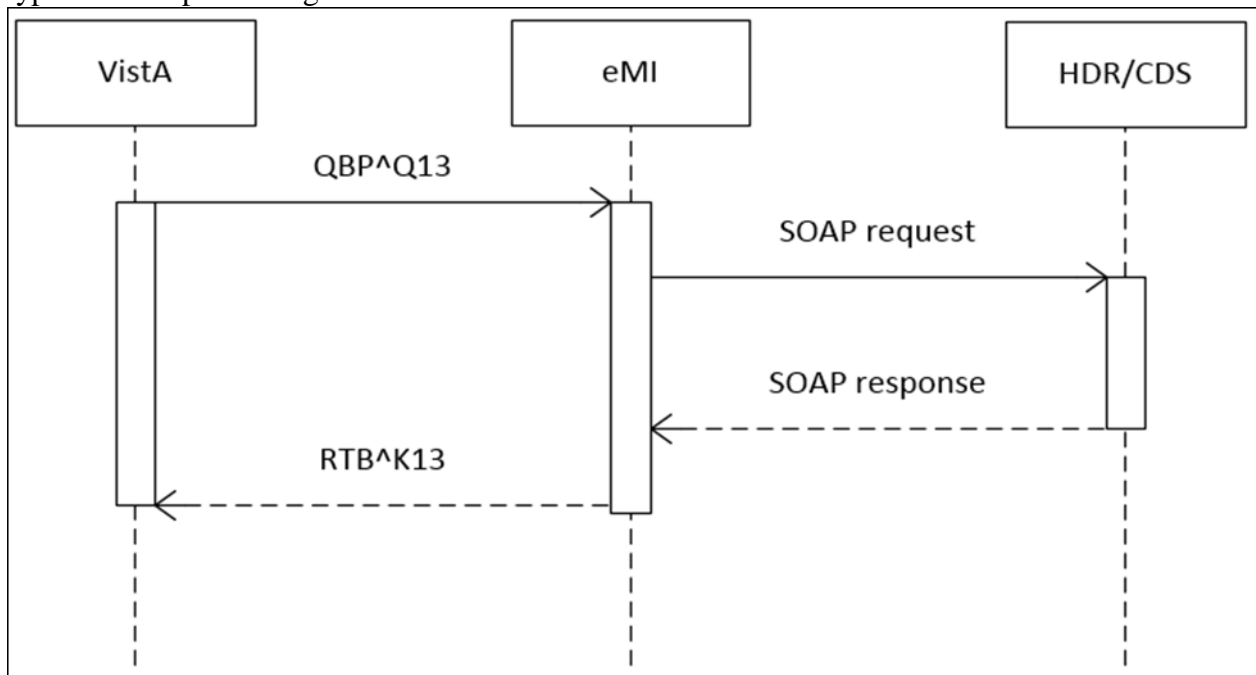 VistA
eMI
HDR/CDS
QBP^Q13
SOAP request
SOAP response
RTB^K13